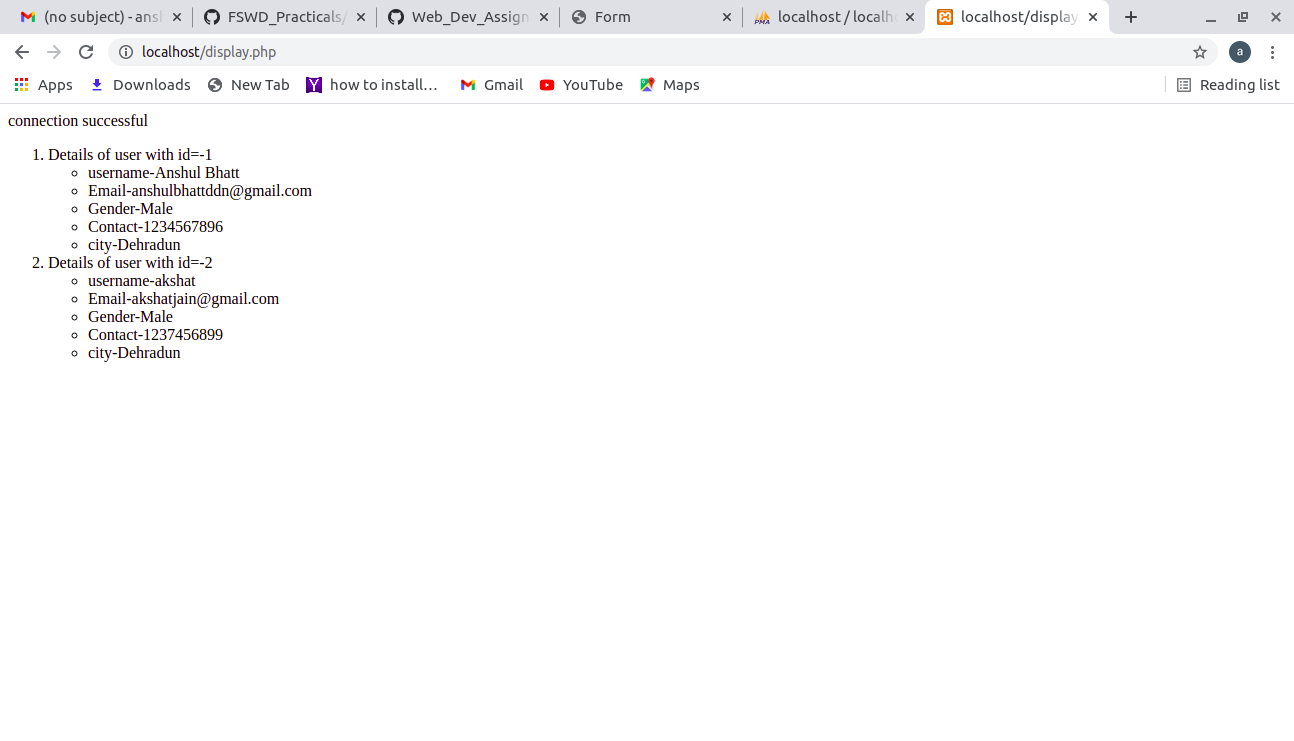 (no subject) - ansh
FSWD_Practicals/
Web_Dev_Assign
Form
localhost / localh
localhost/display
localhost/display.php
a
Apps
Downloads
New Tab
Y
how to install…
Gmail
YouTube
Maps
Reading list
connection successful
1. Details of user with id=-1
username-Anshul Bhatt
Email-anshulbhattddn@gmail.com
Gender-Male
Contact-1234567896
city-Dehradun
2. Details of user with id=-2
username-akshat
Email-akshatjain@gmail.com
Gender-Male
Contact-1237456899
city-Dehradun